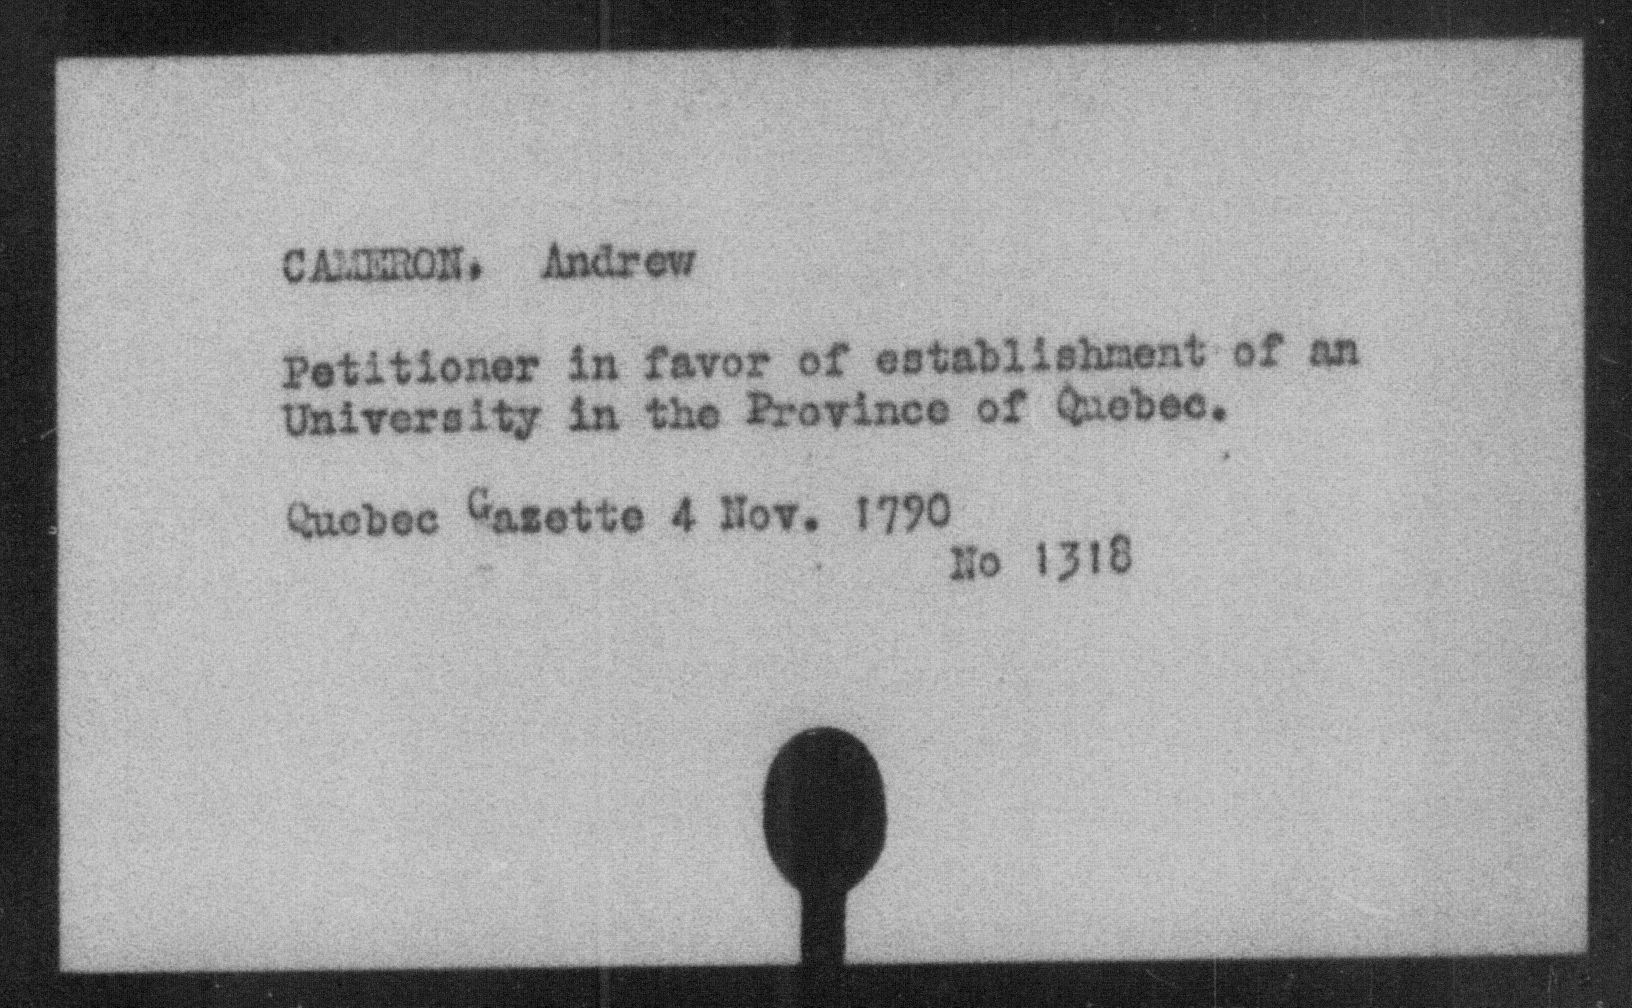 CAMERON. Andrew
Petitioner in favor of establishment of an
University in the Province of Quebec.
Quebec Gazette 4 Nov. 1790
No 1318